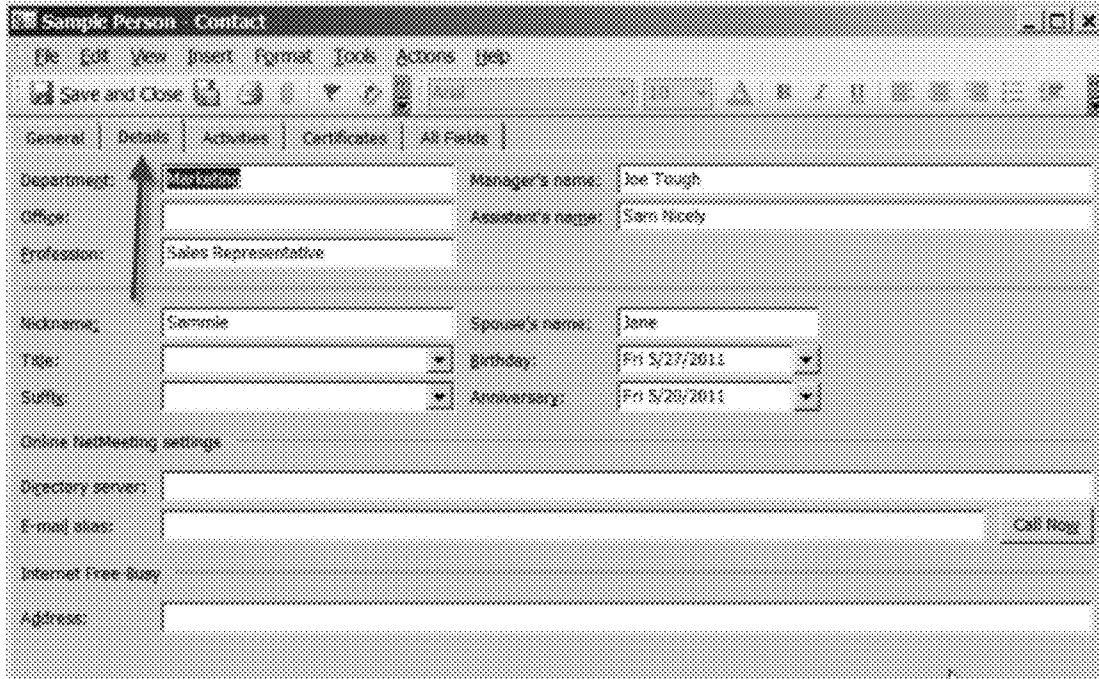 Sample Person - Contact
File Edit View Insert Format Tools Actions Help
Save and Close Arial 10 A B I U
General Details Activities Certificates All Fields
Department: Manager's name: Joe Tough
Office: Assistant's name: Sam Nicely
Profession: Sales Representative
Nickname: Sammie Spouse's name: Jane
Title: Birthday: Fri 5/27/2011
Suffix: Anniversary: Fri 5/20/2011
Online NetMeeting settings
Directory server:
E-mail alias: Call Now
Internet Free-Busy
Address: